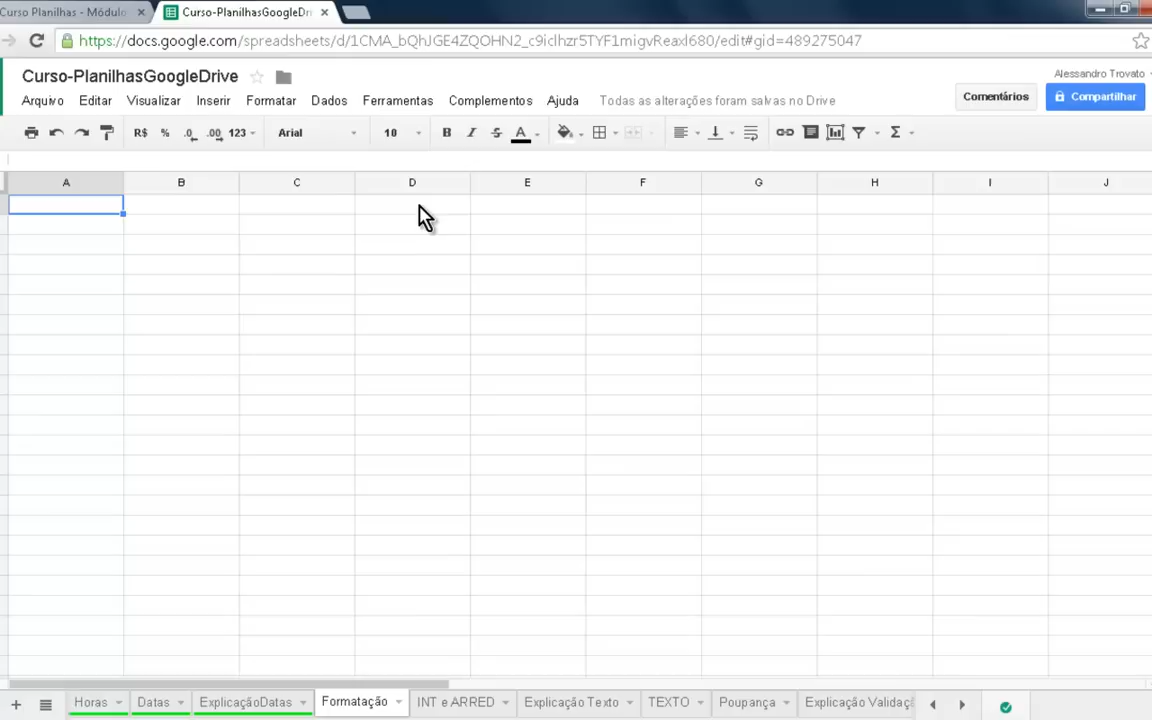 Curso Planilhas - Módulo
Curso-PlanilhasGoogleDri
https://docs.google.com/spreadsheets/d/1CMA_bQhJGE4ZQOHN2_c9iclhzr5TYF1migvReaxl680/edit#gid=489275047
Curso-PlanilhasGoogleDrive
Alessandro Trovato
Arquivo Editar Visualizar Inserir Formatar Dados Ferramentas Complementos Ajuda Todas as alterações foram salvas no Drive
Comentários Compartilhar
R$ % .0 .00 123 Arial 10 B I S A Σ
A B C D E F G H I J
+ Horas Datas ExplicaçãoDatas Formatação INT e ARRED Explicação Texto TEXTO Poupança Explicação Validaç